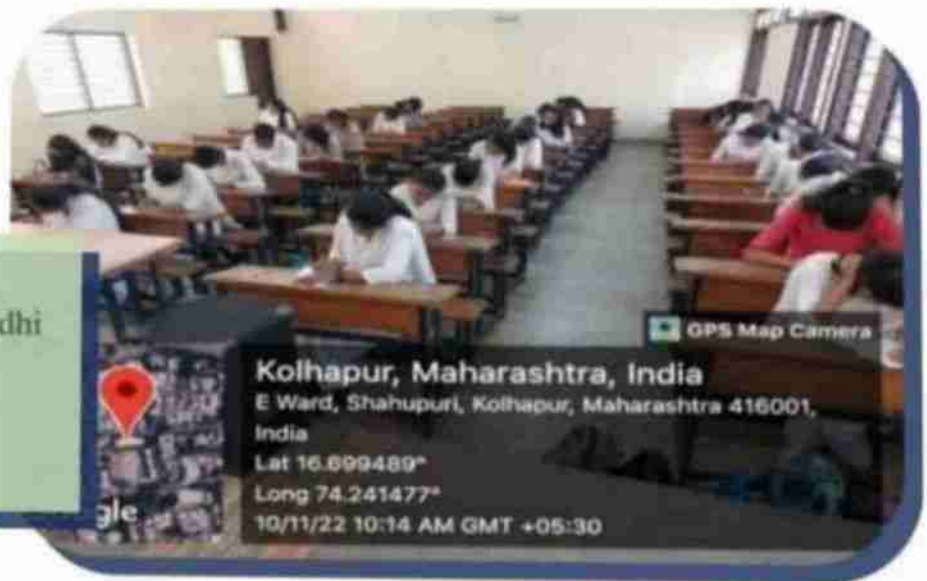 dhi
GPS Map Camera
Kolhapur, Maharashtra, India
E Ward, Shahupuri, Kolhapur, Maharashtra 416001,
India
Lat 16.699489°
Long 74.241477°
10/11/22 10:14 AM GMT +05:30
gle